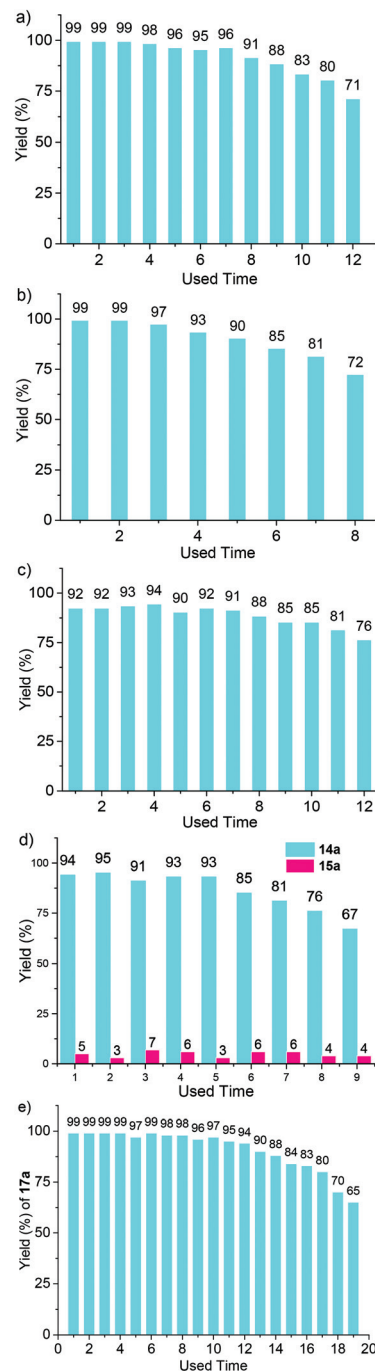 a)
99 99 99 98 96 95 96 91 88 83 80 71
100
75
50
25
0
Yield (%)
2 4 6 8 10 12
Used Time
b)
99 99 97 93 90 85 81 72
100
75
50
25
0
Yield (%)
2 4 6 8
Used Time
c)
92 92 93 94 90 92 91 88 85 85 81 76
100
75
50
25
0
Yield (%)
2 4 6 8 10 12
Used Time
d)
14a
15a
94 95 91 93 93 85 81 76 67
5 3 7 6 3 6 6 4 4
100
75
50
25
0
Yield (%)
1 2 3 4 5 6 7 8 9
Used Time
e)
99 99 99 99 97 99 98 98 96 97 95 94 90 88 84 83 80 70 65
100
75
50
25
0
Yield (%) of 17a
0 2 4 6 8 10 12 14 16 18 20
Used Time